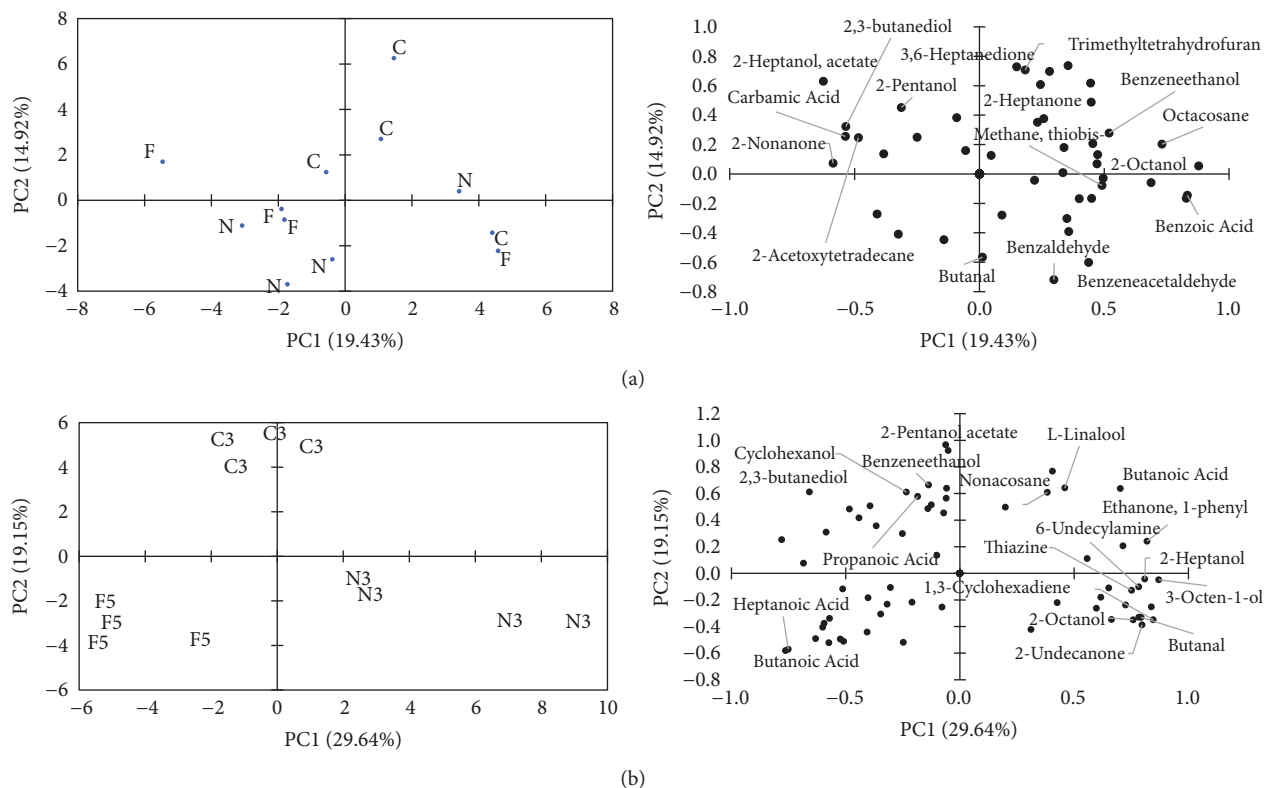 8
6
4
2
0
−2
−4
−8
−6
−4
−2
0
2
4
6
8
PC2 (14.92%)
PC1 (19.43%)
C
C
C
F
N
F
F
N
N
N
C
F
1.0
0.8
0.6
0.4
0.2
0.0
−0.2
−0.4
−0.6
−0.8
−1.0
−0.5
0.0
0.5
1.0
PC2 (14.92%)
PC1 (19.43%)
2,3-butanediol
3,6-Heptanedione
Trimethyltetrahydrofuran
2-Heptanol, acetate
2-Pentanol
Benzeneethanol
Carbamic Acid
2-Heptanone
Octacosane
2-Nonanone
Methane, thiobis-
2-Octanol
Benzoic Acid
2-Acetoxytetradecane
Benzaldehyde
Butanal
Benzeneacetaldehyde
(a)
6
4
2
0
−2
−4
−6
−6
−4
−2
0
2
4
6
8
10
PC2 (19.15%)
PC1 (29.64%)
C3
C3
C3
C3
N3
N3
N3
N3
F5
F5
F5
F5
1.2
1.0
0.8
0.6
0.4
0.2
0.0
−0.2
−0.4
−0.6
−0.8
−1.0
−0.5
0.0
0.5
1.0
PC2 (19.15%)
PC1 (29.64%)
2-Pentanol acetate
L-Linalool
Cyclohexanol
Benzeneethanol
2,3-butanediol
Nonacosane
Butanoic Acid
Ethanone, 1-phenyl
6-Undecylamine
Propanoic Acid
Thiazine
2-Heptanol
1,3-Cyclohexadiene
3-Octen-1-ol
Heptanoic Acid
2-Octanol
Butanal
Butanoic Acid
2-Undecanone
(b)